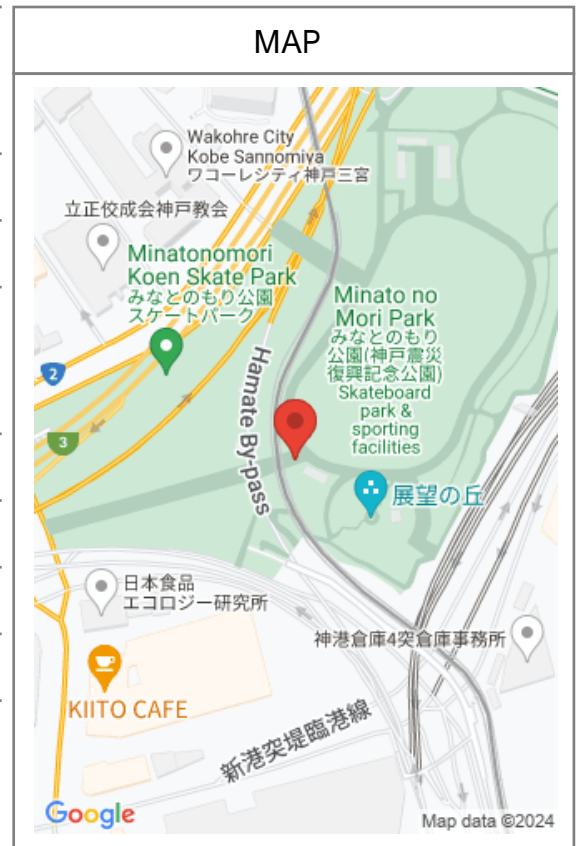 MAP
Wakohre City
Kobe Sannomiya
ワコーレシティ神戸三宮
立正佼成会神戸教会
Minatonomori
Koen Skate Park
みなとのもり公園
スケートパーク
Minato no
Mori Park
みなとのもり
公園(神戸震災
復興記念公園)
Skateboard
park &
sporting
facilities
2
3
Hamate By-pass
展望の丘
日本食品
エコロジー研究所
神港倉庫4突倉庫事務所
KIITO CAFE
新港突堤臨港線
Google
Map data ©2024